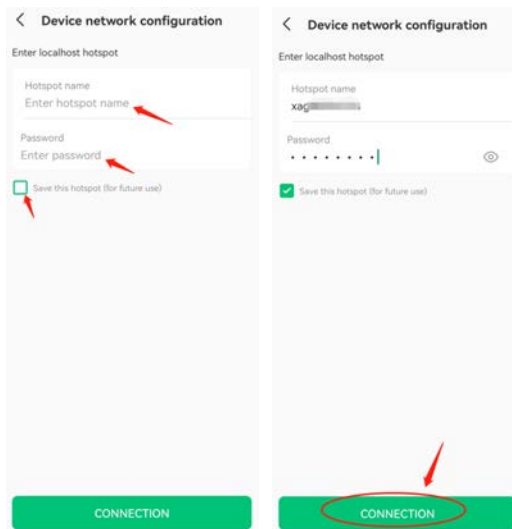 Device network configuration
Enter localhost hotspot
Hotspot name
Enter hotspot name
Password
Enter password
Save this hotspot (for future use)
CONNECTION
Device network configuration
Enter localhost hotspot
Hotspot name
Password
Save this hotspot (for future use)
CONNECTION